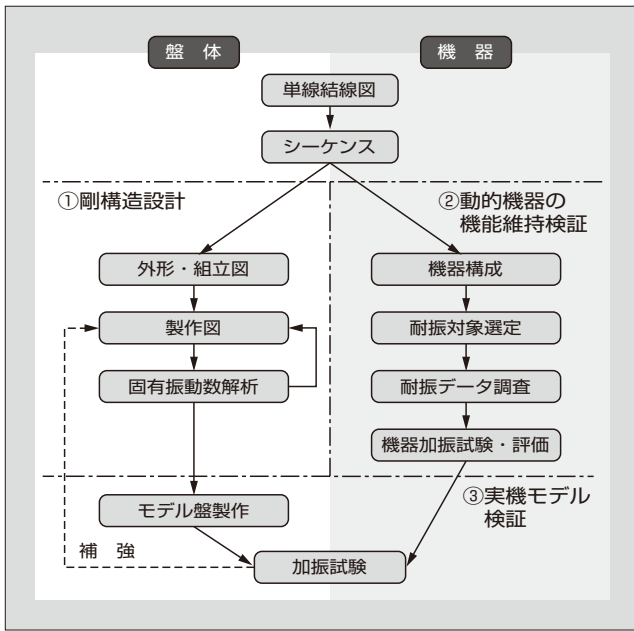 盤 体
機 器
単線結線図
シーケンス
①剛構造設計
②動的機器の
機能維持検証
外形・組立図
機器構成
製作図
耐振対象選定
固有振動数解析
耐振データ調査
機器加振試験・評価
③実機モデル
検証
モデル盤製作
補 強
加振試験